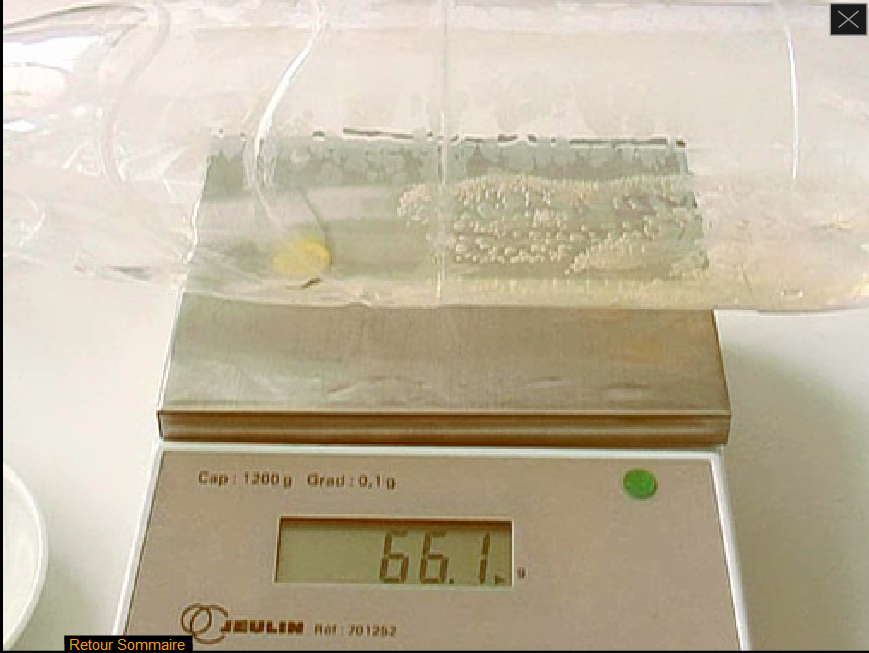 Cap : 1200 g Grad : 0,1 g
66.1 g
JEULIN Réf : 701252
Retour Sommaire